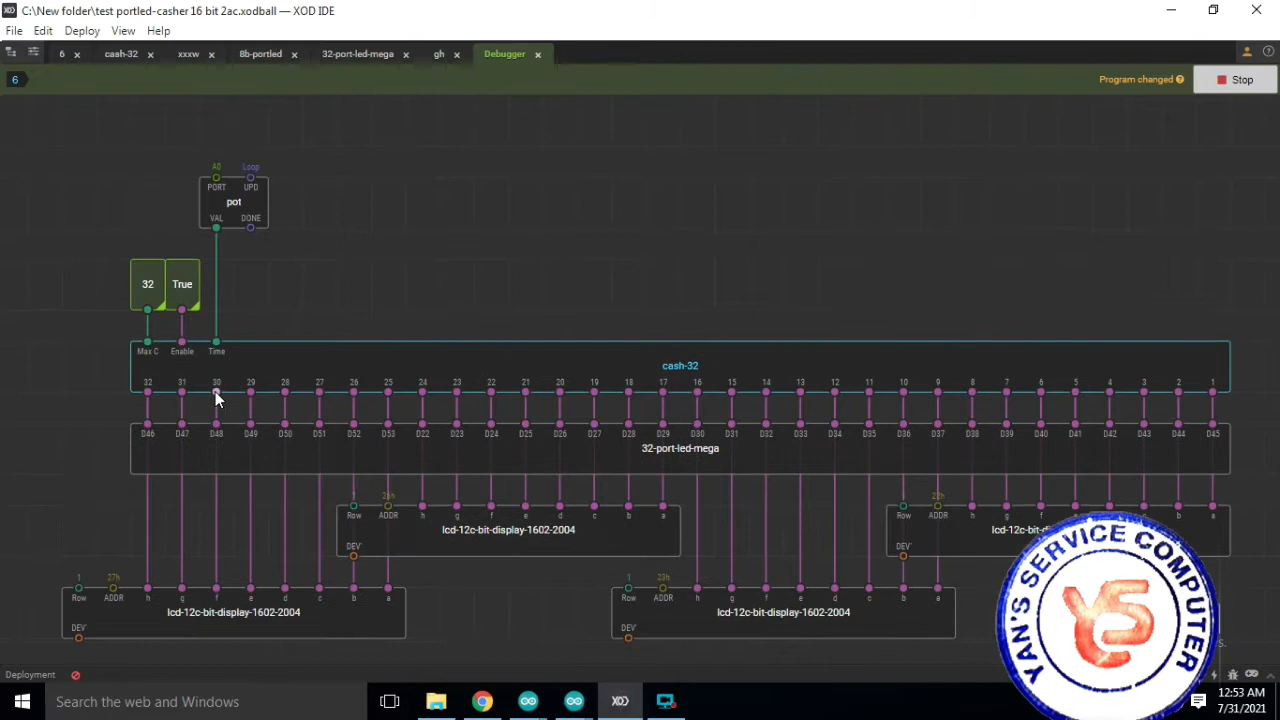 C:\New folder\test portled-casher 16 bit 2ac.xodball — XOD IDE
File Edit Deploy View Help
6 cash-32 xxxw 8b-portled 32-port-led-mega gh Debugger
6 Program changed Stop
A0 Loop
PORT UPD
pot
VAL DONE
32 True
Max C Enable Time
cash-32
32 31 30 29 28 27 26 25 24 23 22 21 20 19 18 17 16 15 14 13 12 11 10 9 8 7 6 5 4 3 2 1
D46 D47 D48 D49 D50 D51 D52 D53 D22 D23 D24 D25 D26 D27 D28 D29 D30 D31 D32 D33 D34 D35 D36 D37 D38 D39 D40 D41 D42 D43 D44 D45
32-port-led-mega
Row ADDR h g f e d c b a Row ADDR h g f e d c b a
lcd-12c-bit-display-1602-2004
DEV' DEV'
1 27h 1 23h
Row ADDR h g f e d c b a Row ADDR h g f e d c b a
lcd-12c-bit-display-1602-2004 lcd-12c-bit-display-1602-2004
DEV' DEV'
YAN'S SERVICE COMPUTER
YSC
Deployment
Search the web and Windows
XOD
12:53 AM
7/31/2021